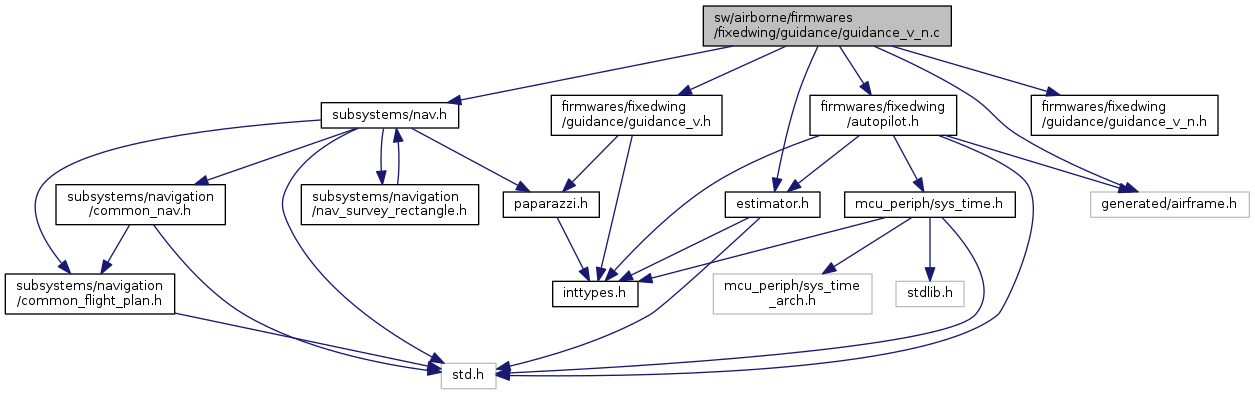 sw/airborne/firmwares
/fixedwing/guidance/guidance_v_n.c
subsystems/nav.h
firmwares/fixedwing
/guidance/guidance_v.h
firmwares/fixedwing
/autopilot.h
firmwares/fixedwing
/guidance/guidance_v_n.h
subsystems/navigation
/common_nav.h
subsystems/navigation
/nav_survey_rectangle.h
paparazzi.h
estimator.h
mcu_periph/sys_time.h
generated/airframe.h
subsystems/navigation
/common_flight_plan.h
inttypes.h
mcu_periph/sys_time
_arch.h
stdlib.h
std.h